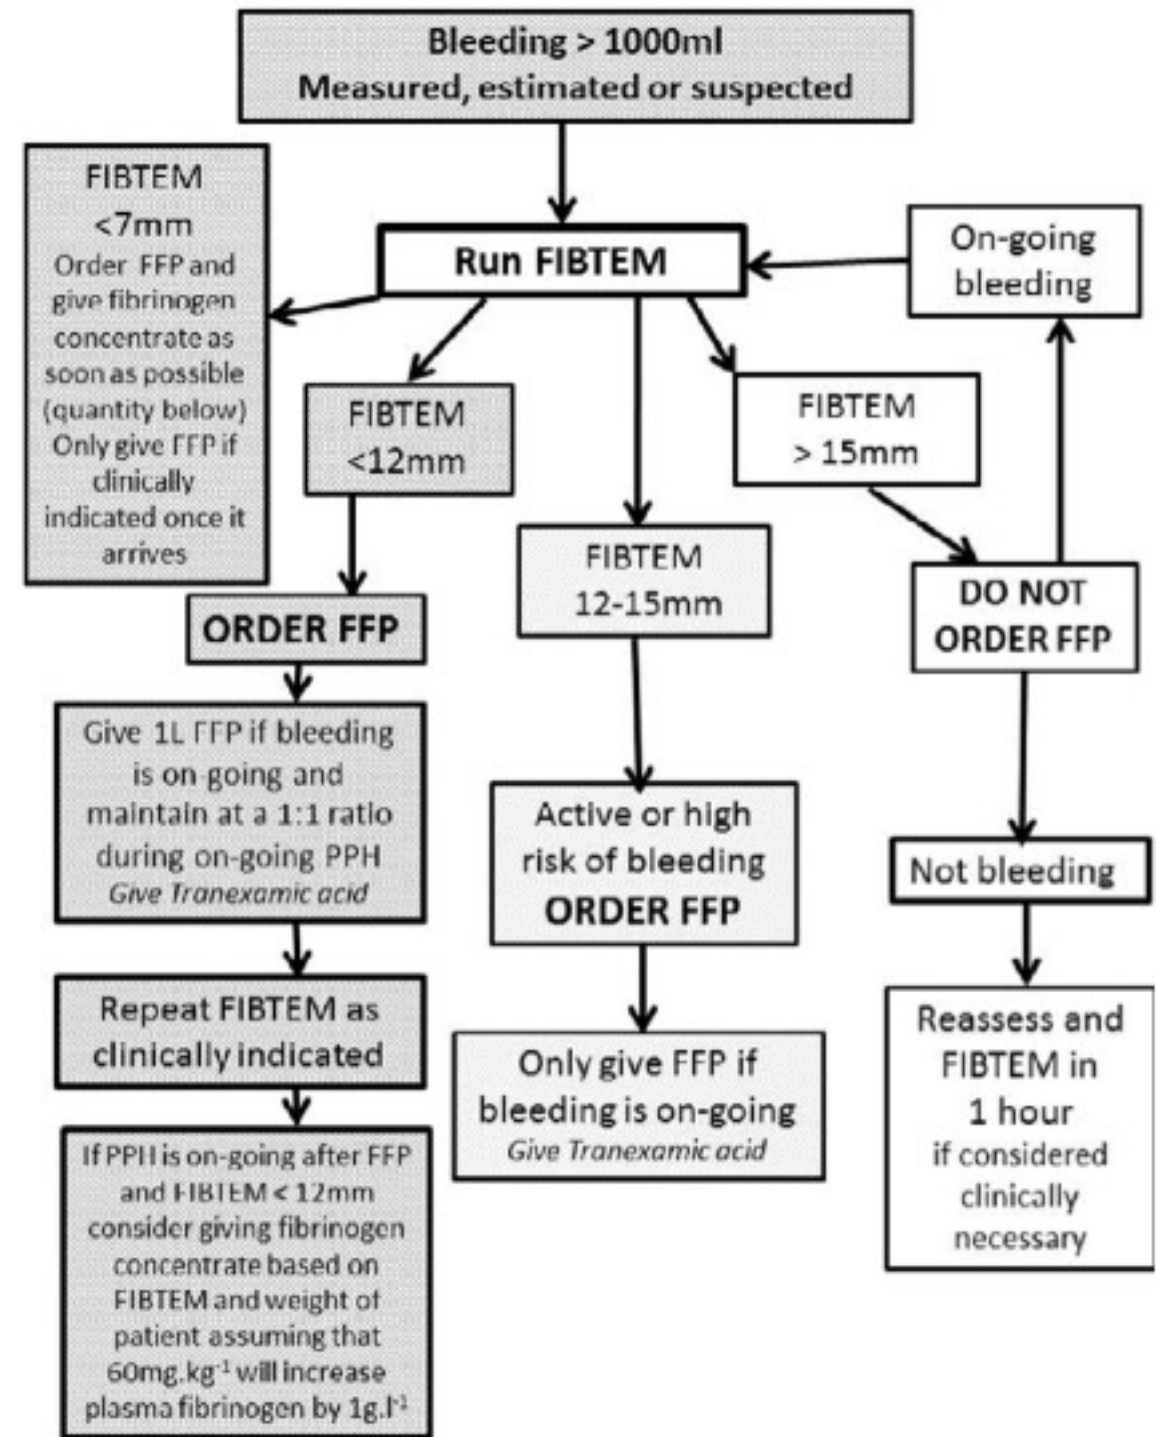 Bleeding > 1000ml
Measured, estimated or suspected
FIBTEM
<7mm
Order FFP and
give fibrinogen
concentrate as
soon as possible
(quantity below)
Only give FFP if
clinically
indicated once it
arrives
Run FIBTEM
On-going
bleeding
FIBTEM
<12mm
FIBTEM
12-15mm
FIBTEM
> 15mm
ORDER FFP
DO NOT
ORDER FFP
Give 1L FFP if bleeding
is on-going and
maintain at a 1:1 ratio
during on-going PPH
Give Tranexamic acid
Active or high
risk of bleeding
ORDER FFP
Not bleeding
Repeat FIBTEM as
clinically indicated
Only give FFP if
bleeding is on-going
Give Tranexamic acid
Reassess and
FIBTEM in
1 hour
if considered
clinically
necessary
If PPH is on-going after FFP
and FIBTEM < 12mm
consider giving fibrinogen
concentrate based on
FIBTEM and weight of
patient assuming that
60mg.kg⁻¹ will increase
plasma fibrinogen by 1g.l⁻¹